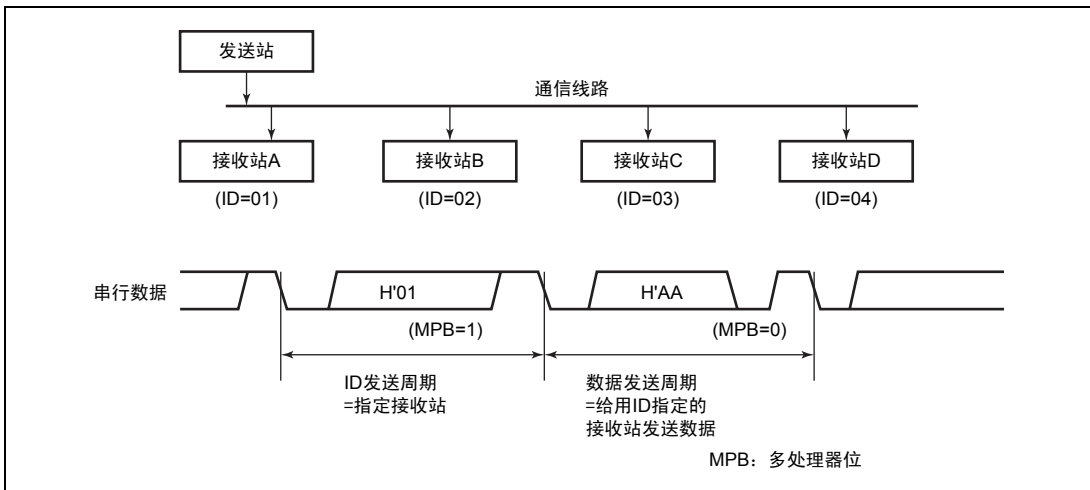 发送站
通信线路
接收站A
接收站B
接收站C
接收站D
(ID=01)
(ID=02)
(ID=03)
(ID=04)
串行数据
H'01
H'AA
(MPB=1)
(MPB=0)
ID发送周期
=指定接收站
数据发送周期
=给用ID指定的
接收站发送数据
MPB：多处理器位